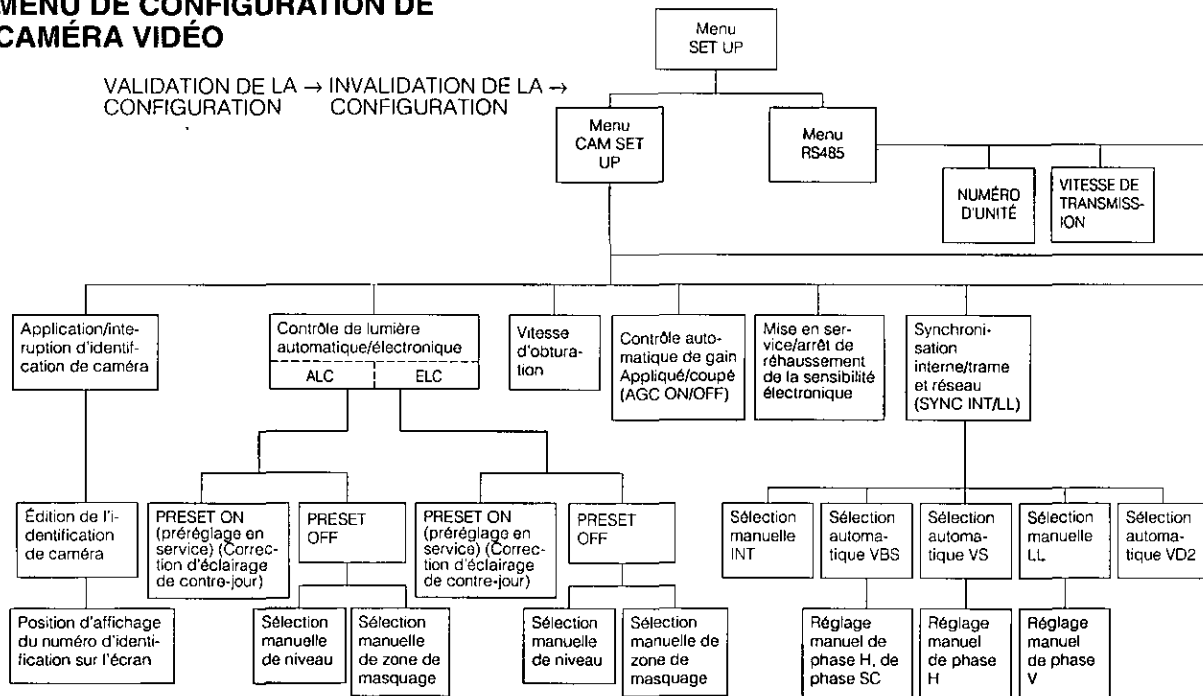 MENU DE CONFIGURATION DE
CAMÉRA VIDÉO
VALIDATION DE LA → INVALIDATION DE LA →
CONFIGURATION CONFIGURATION
Menu
SET UP
Menu
CAM SET
UP
Menu
RS485
NUMÉRO
D'UNITÉ
VITESSE DE
TRANSMISS-
ION
Application/inte-
ruption d'identif-
cation de caméra
Contrôle de lumière
automatique/électronique
ALC ELC
Vitesse
d'obtura-
tion
Contrôle auto-
matique de gain
Appliqué/coupé
(AGC ON/OFF)
Mise en ser-
vice/arrêt de
réhaussement
de la sensibilité
électronique
Synchroni-
sation
interne/trame
et réseau
(SYNC INT/LL)
Édition de l'i-
dentification
de caméra
PRESET ON
(préréglage en
service) (Correc-
tion d'éclairage
de contre-jour)
PRESET
OFF
PRESET ON
(préréglage en
service) (Correc-
tion d'éclairage
de contre-jour)
PRESET
OFF
Sélection
manuelle
INT
Sélection
automa-
tique VBS
Sélection
automa-
tique VS
Sélection
manuelle
LL
Sélection
automa-
tique VD2
Position d'affichage
du numéro d'identi-
fication sur l'écran
Sélection
manuelle
de niveau
Sélection
manuelle
de zone de
masquage
Sélection
manuelle
de niveau
Sélection
manuelle de
zone de
masquage
Réglage
manuel de
phase H, de
phase SC
Réglage
manuel
de phase
H
Réglage
manuel
de phase
V